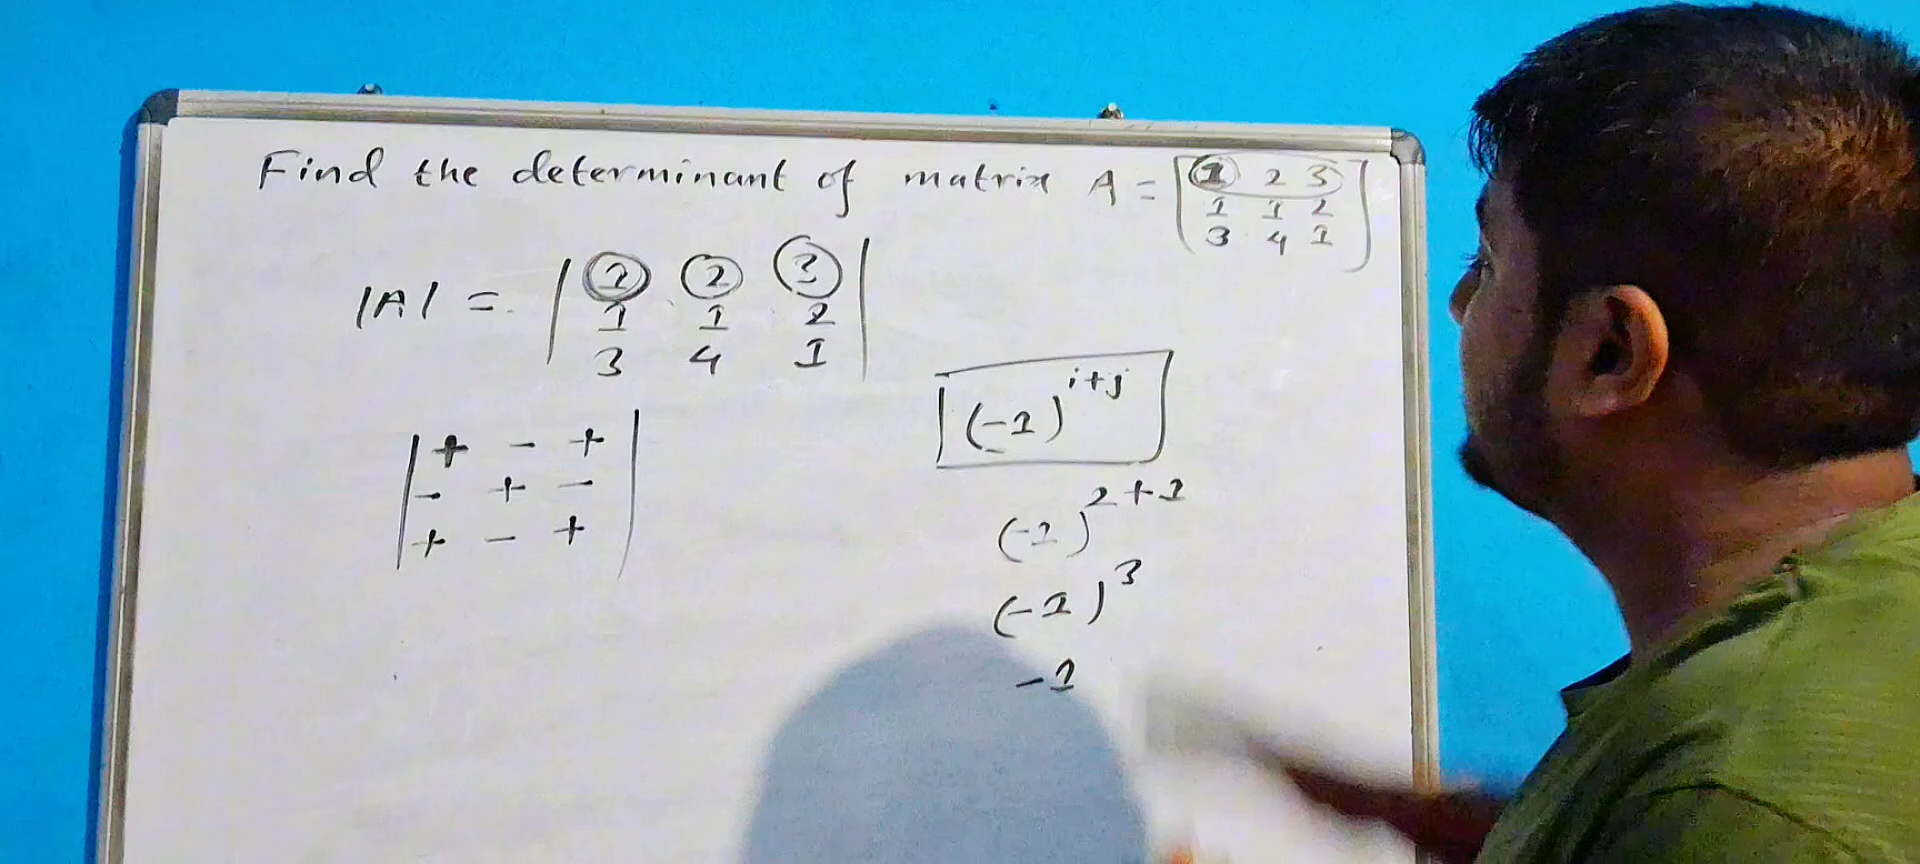 Find the determinant of matrix A = [1 2 3
1 1 2
3 4 1]
|A| = |1 2 3
1 1 2
3 4 1|
|+ - +
- + -
+ - +|
(-1)^{i+j}
(-1)^{2+1}
(-1)^3
-1